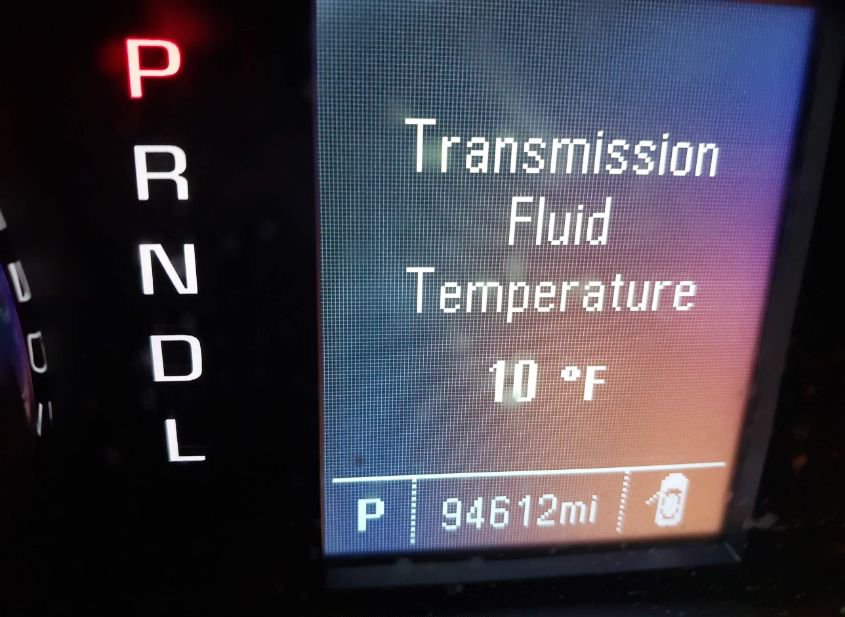 P
R
N
D
L
Transmission
Fluid
Temperature
10 °F
P 94612mi